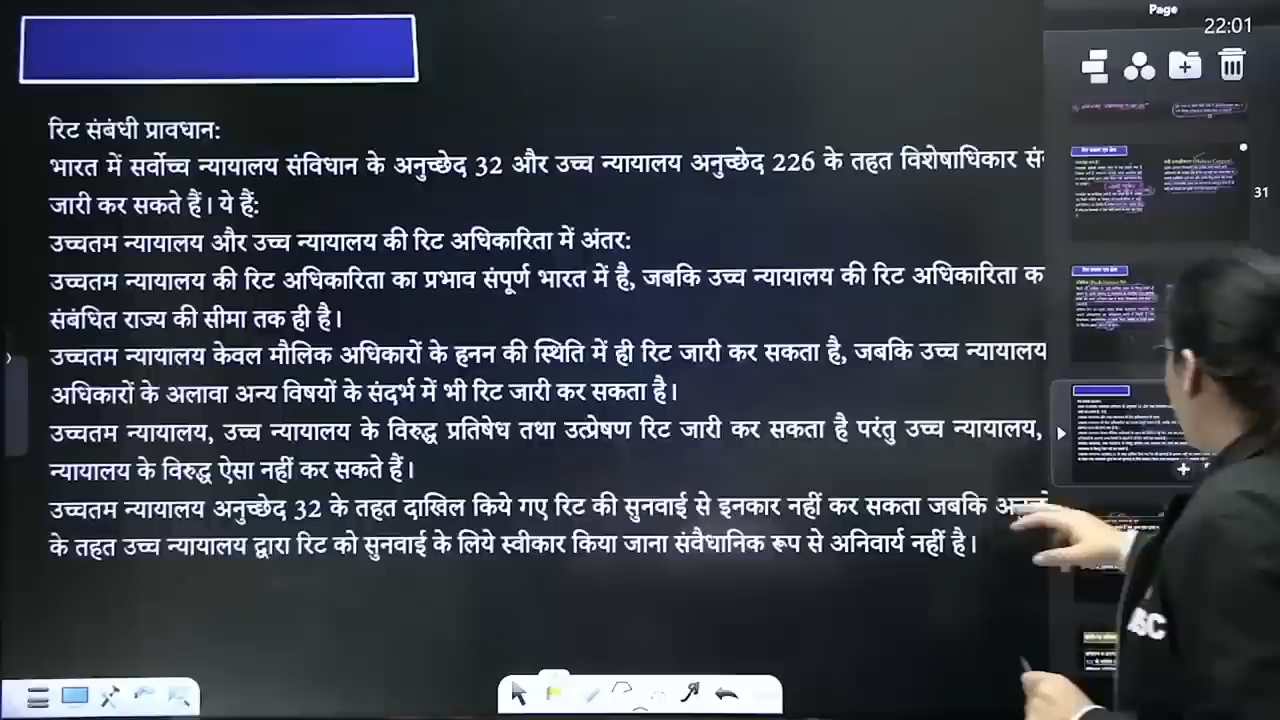 Page
22:01
31
रिट संबंधी प्रावधान:
भारत में सर्वोच्च न्यायालय संविधान के अनुच्छेद 32 और उच्च न्यायालय अनुच्छेद 226 के तहत विशेषाधिकार
जारी कर सकते हैं। ये हैं:
उच्चतम न्यायालय और उच्च न्यायालय की रिट अधिकारिता में अंतर:
उच्चतम न्यायालय की रिट अधिकारिता का प्रभाव संपूर्ण भारत में है, जबकि उच्च न्यायालय की रिट अधिकारिता
संबंधित राज्य की सीमा तक ही है।
उच्चतम न्यायालय केवल मौलिक अधिकारों के हनन की स्थिति में ही रिट जारी कर सकता है, जबकि उच्च न्यायालय
अधिकारों के अलावा अन्य विषयों के संदर्भ में भी रिट जारी कर सकता है।
उच्चतम न्यायालय, उच्च न्यायालय के विरुद्ध प्रतिषेध तथा उत्प्रेषण रिट जारी कर सकता है परंतु उच्च न्यायालय,
न्यायालय के विरुद्ध ऐसा नहीं कर सकते हैं।
उच्चतम न्यायालय अनुच्छेद 32 के तहत दाखिल किये गए रिट की सुनवाई से इनकार नहीं कर सकता जबकि
के तहत उच्च न्यायालय द्वारा रिट को सुनवाई के लिये स्वीकार किया जाना संवैधानिक रूप से अनिवार्य नहीं है।